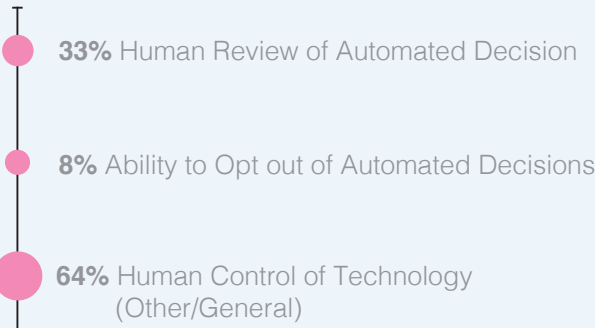 33% Human Review of Automated Decision
8% Ability to Opt out of Automated Decisions
64% Human Control of Technology
(Other/General)